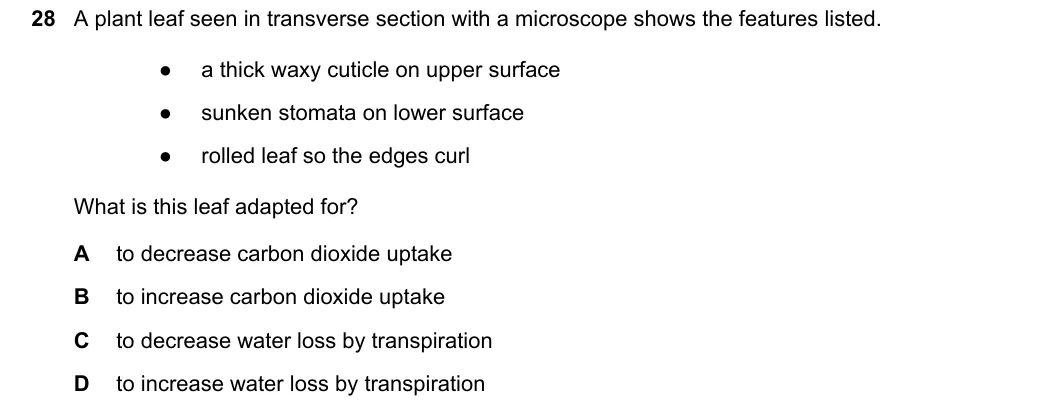 28 A plant leaf seen in transverse section with a microscope shows the features listed.
● a thick waxy cuticle on upper surface
● sunken stomata on lower surface
● rolled leaf so the edges curl
What is this leaf adapted for?
A to decrease carbon dioxide uptake
B to increase carbon dioxide uptake
C to decrease water loss by transpiration
D to increase water loss by transpiration